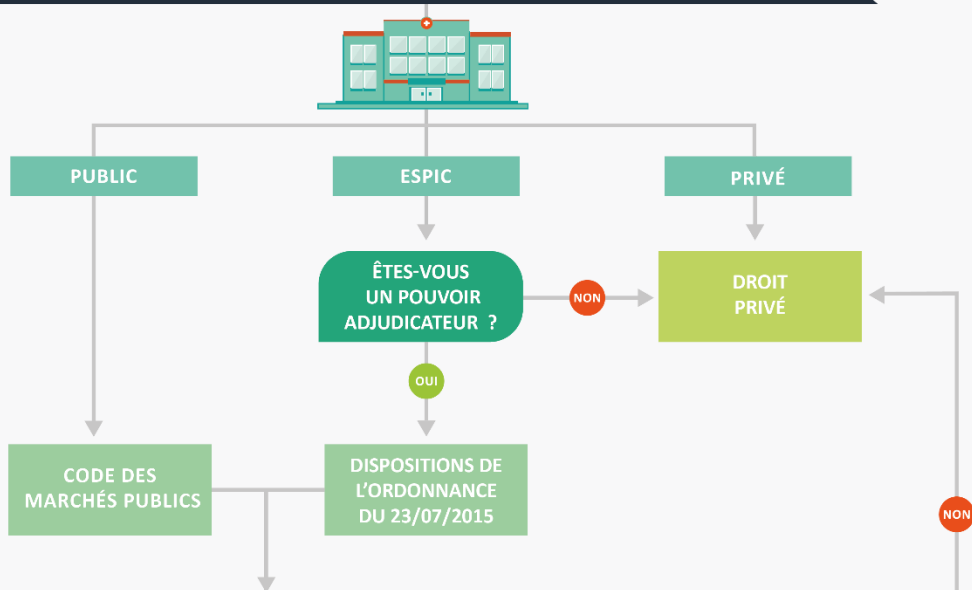 PUBLIC
ESPIC
PRIVÉ
ÊTES-VOUS
UN POUVOIR
ADJUDICATEUR ?
NON
DROIT
PRIVÉ
OUI
CODE DES
MARCHÉS PUBLICS
DISPOSITIONS DE
L’ORDONNANCE
DU 23/07/2015
NON